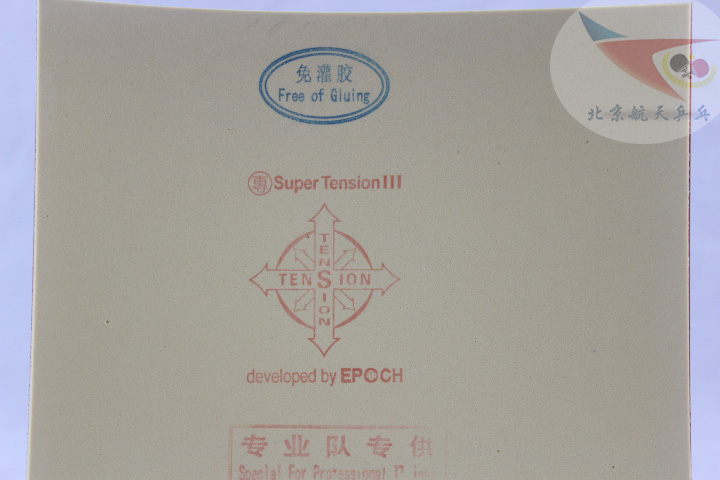 免灌胶
Free of Gluing
北京航天乒乓
專 Super Tension III
TENSION
TENSION
developed by EPOCH
专业队专供
Special For Professional